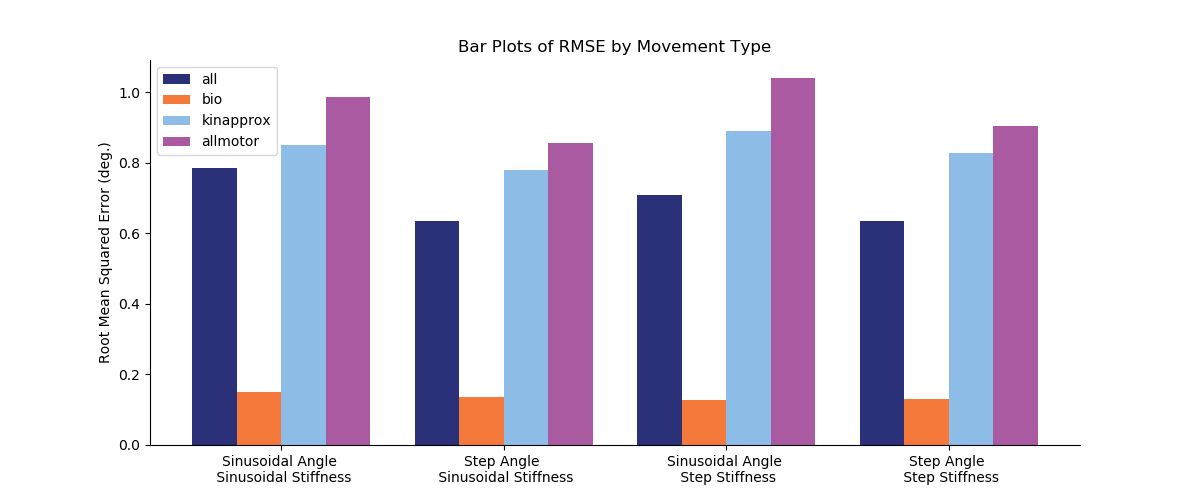 Bar Plots of RMSE by Movement Type
all
bio
kinapprox
allmotor
Root Mean Squared Error (deg.)
1.0
0.8
0.6
0.4
0.2
0.0
Sinusoidal Angle
Sinusoidal Stiffness
Step Angle
Sinusoidal Stiffness
Sinusoidal Angle
Step Stiffness
Step Angle
Step Stiffness